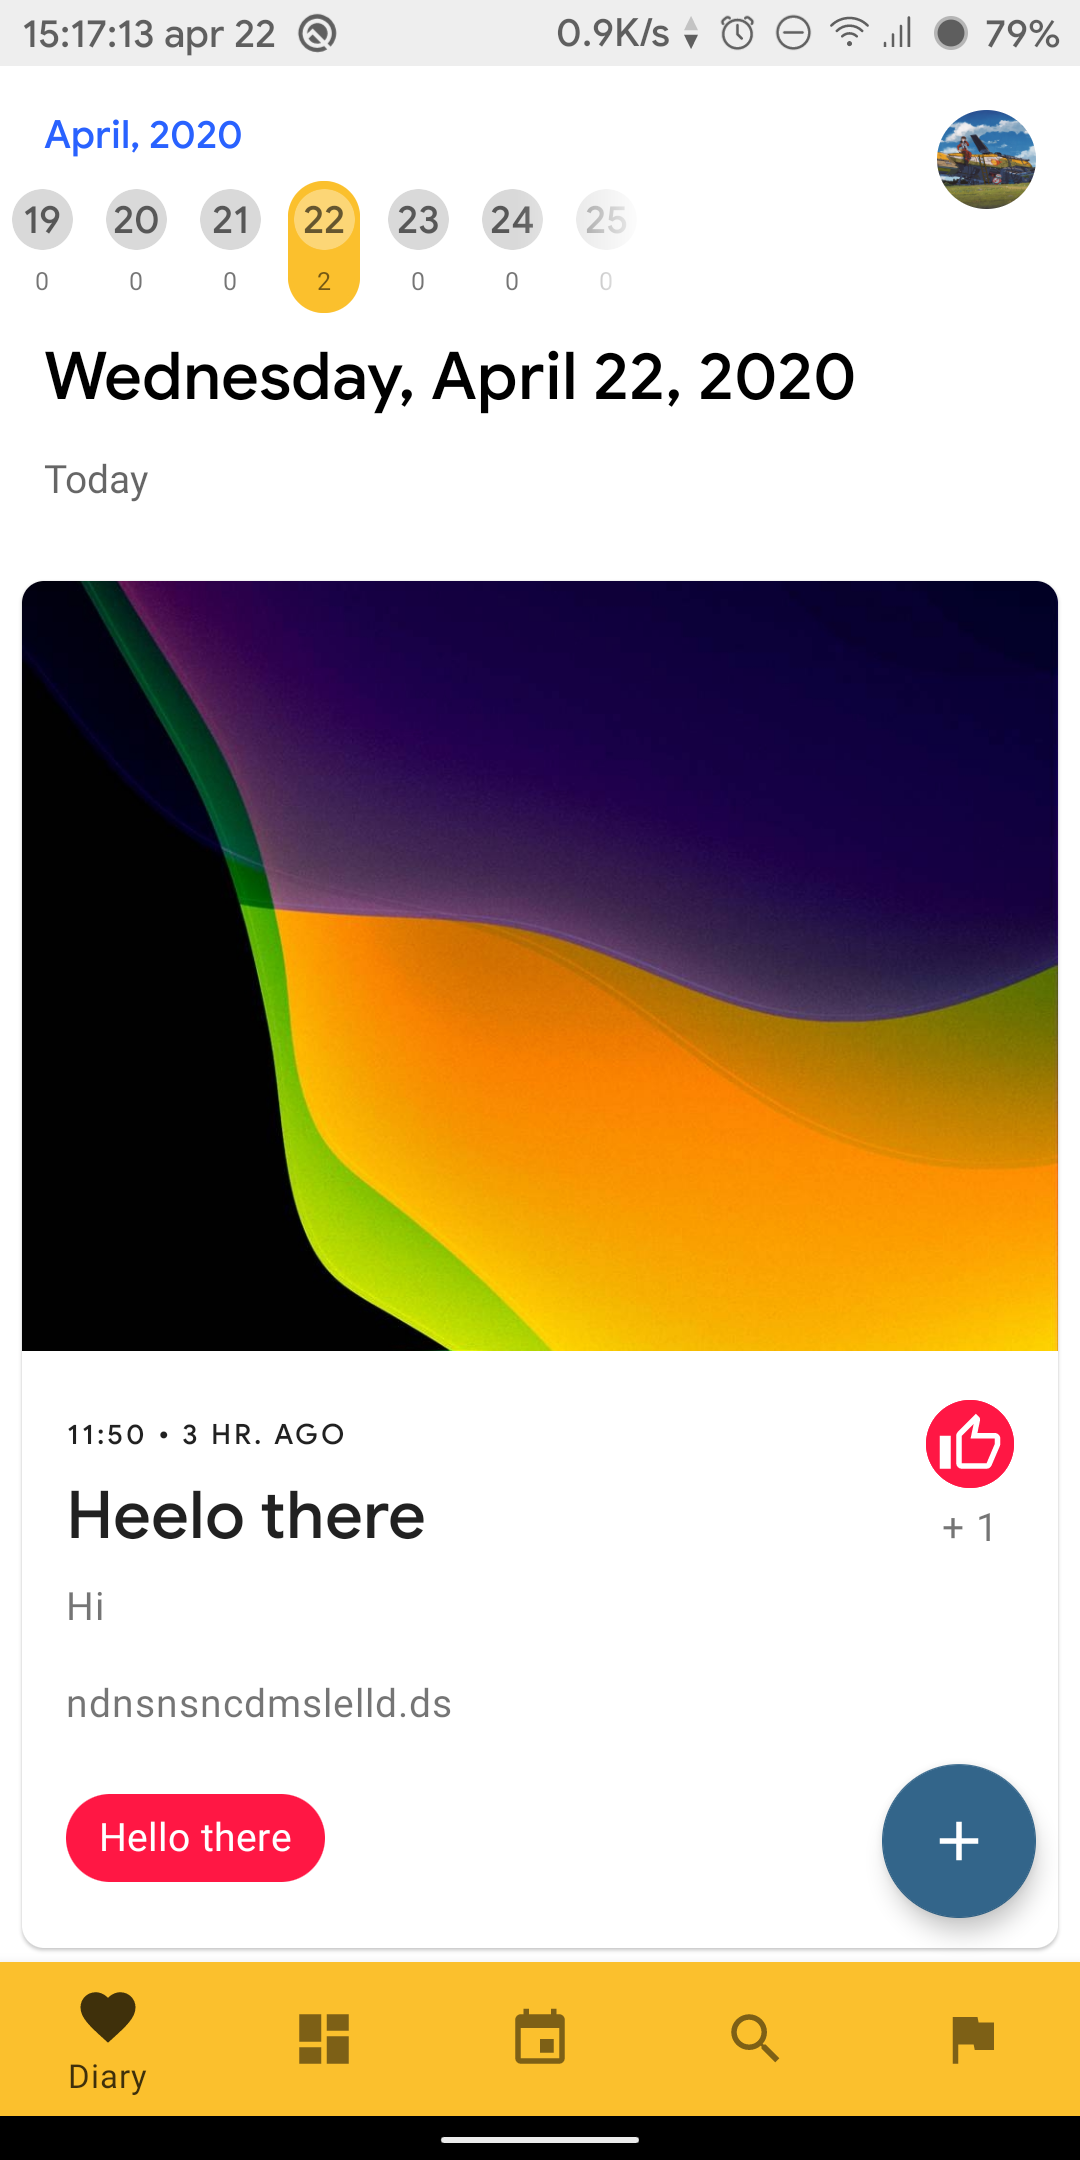 15:17:13 apr 22 0.9K/s 79%
April, 2020
19 20 21 22 23 24 25
0 0 0 2 0 0 0
Wednesday, April 22, 2020
Today
11:50 • 3 HR. AGO
Heelo there
+ 1
Hi
ndnsnsncdmslelld.ds
Hello there
Diary